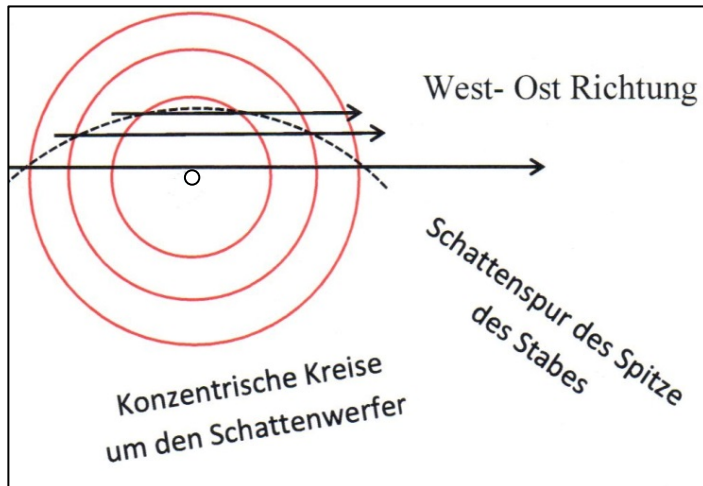 West- Ost Richtung
Schattenspur des Spitze
des Stabes
Konzentrische Kreise
um den Schattenwerfer